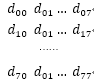 d₀₀ d₀₁ … d₀₇,
d₁₀ d₀₁ … d₁₇,
……
d₇₀ d₀₁ … d₇₇,